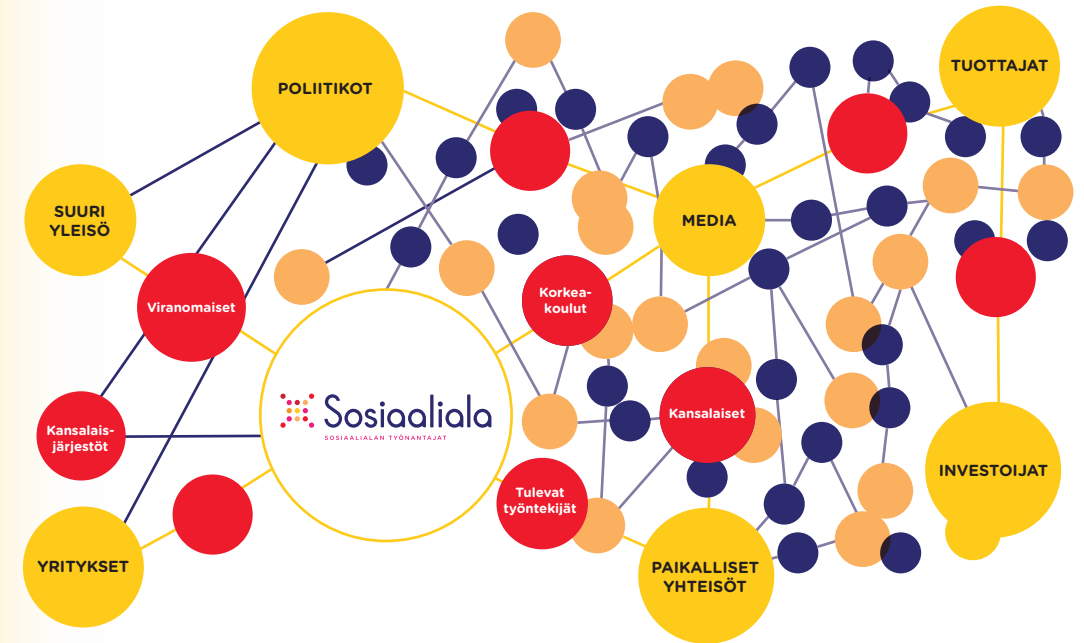 POLIITIKOT
TUOTTAJAT
SUURI
YLEISÖ
MEDIA
Viranomaiset
Korkea-
koulut
Sosiaaliala
SOSIAALIALAN TYÖNANTAJAT
Kansalaiset
Kansalais-
järjestöt
INVESTOIJAT
Tulevat
työntekijät
YRITYKSET
PAIKALLISET
YHTEISÖT